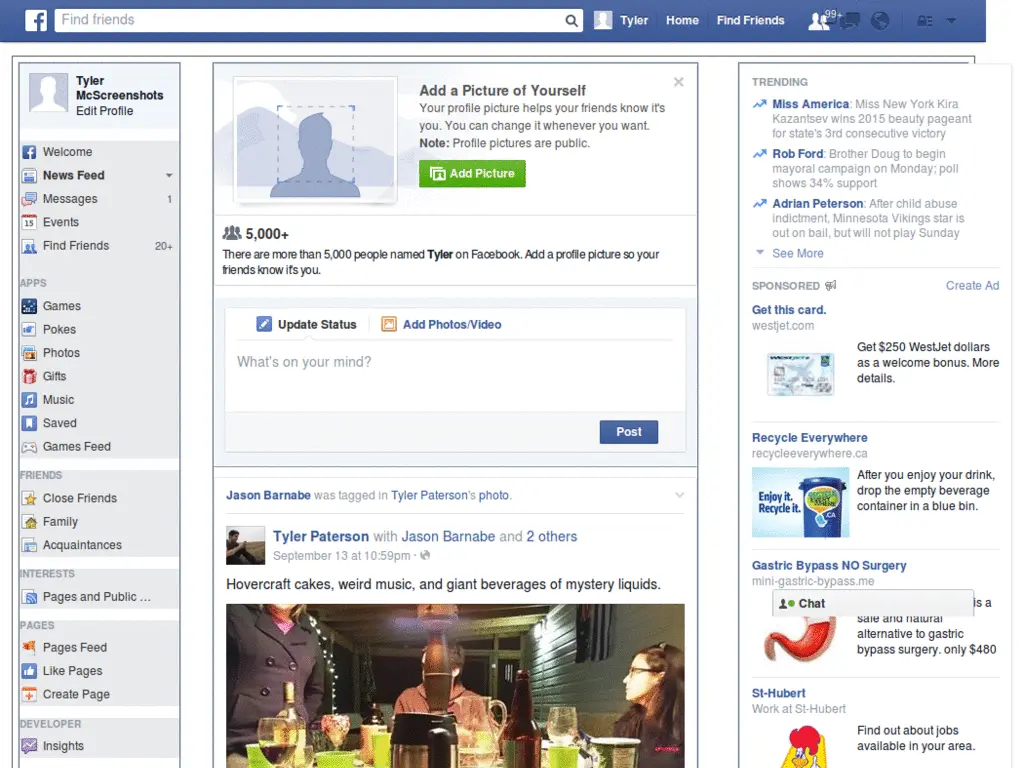 f
Find friends
Tyler
Home
Find Friends
99+
Tyler
McScreenshots
Edit Profile
Welcome
News Feed
Messages 1
15 Events
Find Friends 20+
APPS
Games
Pokes
Photos
Gifts
Music
Saved
Games Feed
FRIENDS
Close Friends
Family
Acquaintances
INTERESTS
Pages and Public ...
PAGES
Pages Feed
Like Pages
Create Page
DEVELOPER
Insights
Add a Picture of Yourself
Your profile picture helps your friends know it's
you. You can change it whenever you want.
Note: Profile pictures are public.
Add Picture
5,000+
There are more than 5,000 people named Tyler on Facebook. Add a profile picture so your
friends know it's you.
Update Status
Add Photos/Video
What's on your mind?
Post
Jason Barnabe was tagged in Tyler Paterson's photo.
Tyler Paterson with Jason Barnabe and 2 others
September 13 at 10:59pm ·
Hovercraft cakes, weird music, and giant beverages of mystery liquids.
TRENDING
Miss America: Miss New York Kira
Kazantsev wins 2015 beauty pageant
for state's 3rd consecutive victory
Rob Ford: Brother Doug to begin
mayoral campaign on Monday; poll
shows 34% support
Adrian Peterson: After child abuse
indictment, Minnesota Vikings star is
out on bail, but will not play Sunday
See More
SPONSORED
Create Ad
Get this card.
westjet.com
Get $250 WestJet dollars
as a welcome bonus. More
details.
Recycle Everywhere
recycleeverywhere.ca
Enjoy it.
Recycle it.
.CA
After you enjoy your drink,
drop the empty beverage
container in a blue bin.
Gastric Bypass NO Surgery
mini-gastric-bypass.me
Chat
is a
safe and natural
alternative to gastric
bypass surgery. only $480
St-Hubert
Work at St-Hubert
Find out about jobs
available in your area.